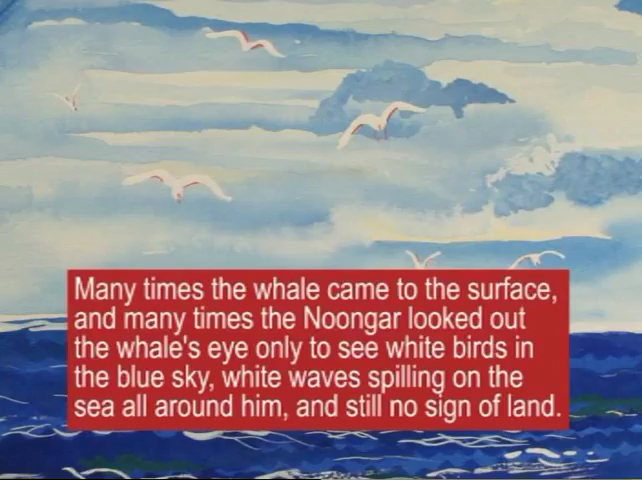 Many times the whale came to the surface,
and many times the Noongar looked out
the whale's eye only to see white birds in
the blue sky, white waves spilling on the
sea all around him, and still no sign of land.